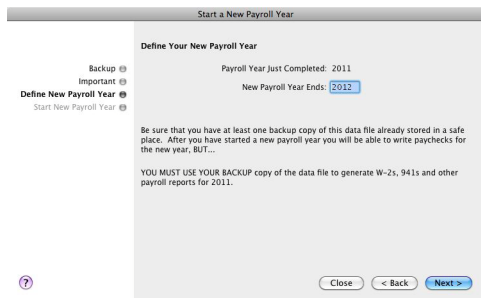 Start a New Payroll Year
Backup
Important
Define New Payroll Year
Start New Payroll Year
Define Your New Payroll Year
Payroll Year Just Completed: 2011
New Payroll Year Ends: 2012
Be sure that you have at least one backup copy of this data file already stored in a safe
place. After you have started a new payroll year you will be able to write paychecks for
the new year, BUT...
YOU MUST USE YOUR BACKUP copy of the data file to generate W-2s, 941s and other
payroll reports for 2011.
?
Close
< Back
Next >